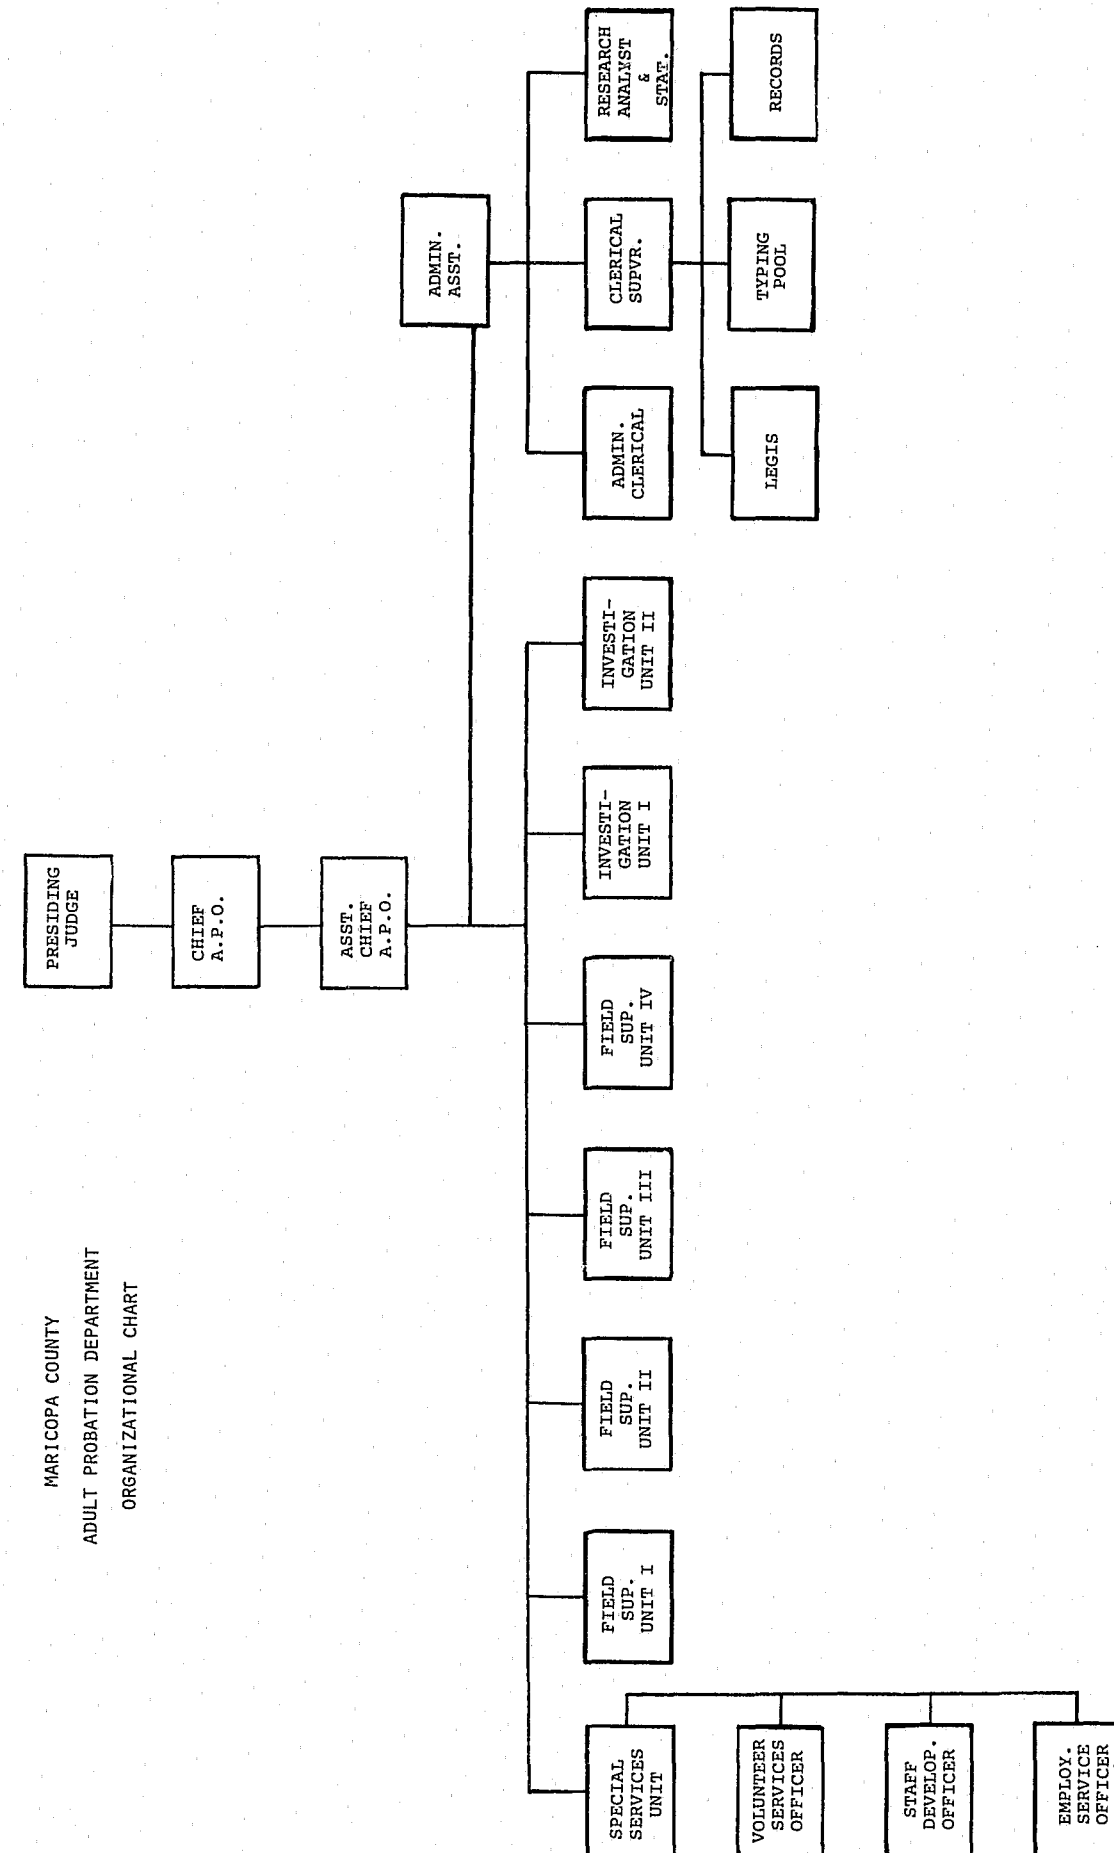 MARICOPA COUNTY
ADULT PROBATION DEPARTMENT
ORGANIZATIONAL CHART
PRESIDING
JUDGE
CHIEF
A.P.O.
ASST.
CHIEF
A.P.O.
ADMIN.
ASST.
SPECIAL
SERVICES
UNIT
FIELD
SUP.
UNIT I
FIELD
SUP.
UNIT II
FIELD
SUP.
UNIT III
FIELD
SUP.
UNIT IV
INVESTI-
GATION
UNIT I
INVESTI-
GATION
UNIT II
ADMIN.
CLERICAL
CLERICAL
SUPVR.
RESEARCH
ANALYST
&
STAT.
VOLUNTEER
SERVICES
OFFICER
STAFF
DEVELOP.
OFFICER
EMPLOY.
SERVICE
OFFICER
LEGIS
TYPING
POOL
RECORDS